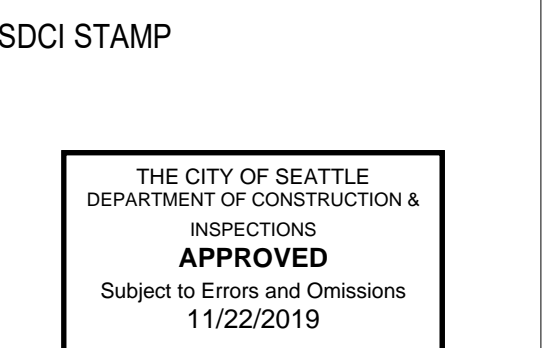 SDCI STAMP
THE CITY OF SEATTLE
DEPARTMENT OF CONSTRUCTION &
INSPECTIONS
APPROVED
Subject to Errors and Omissions
11/22/2019